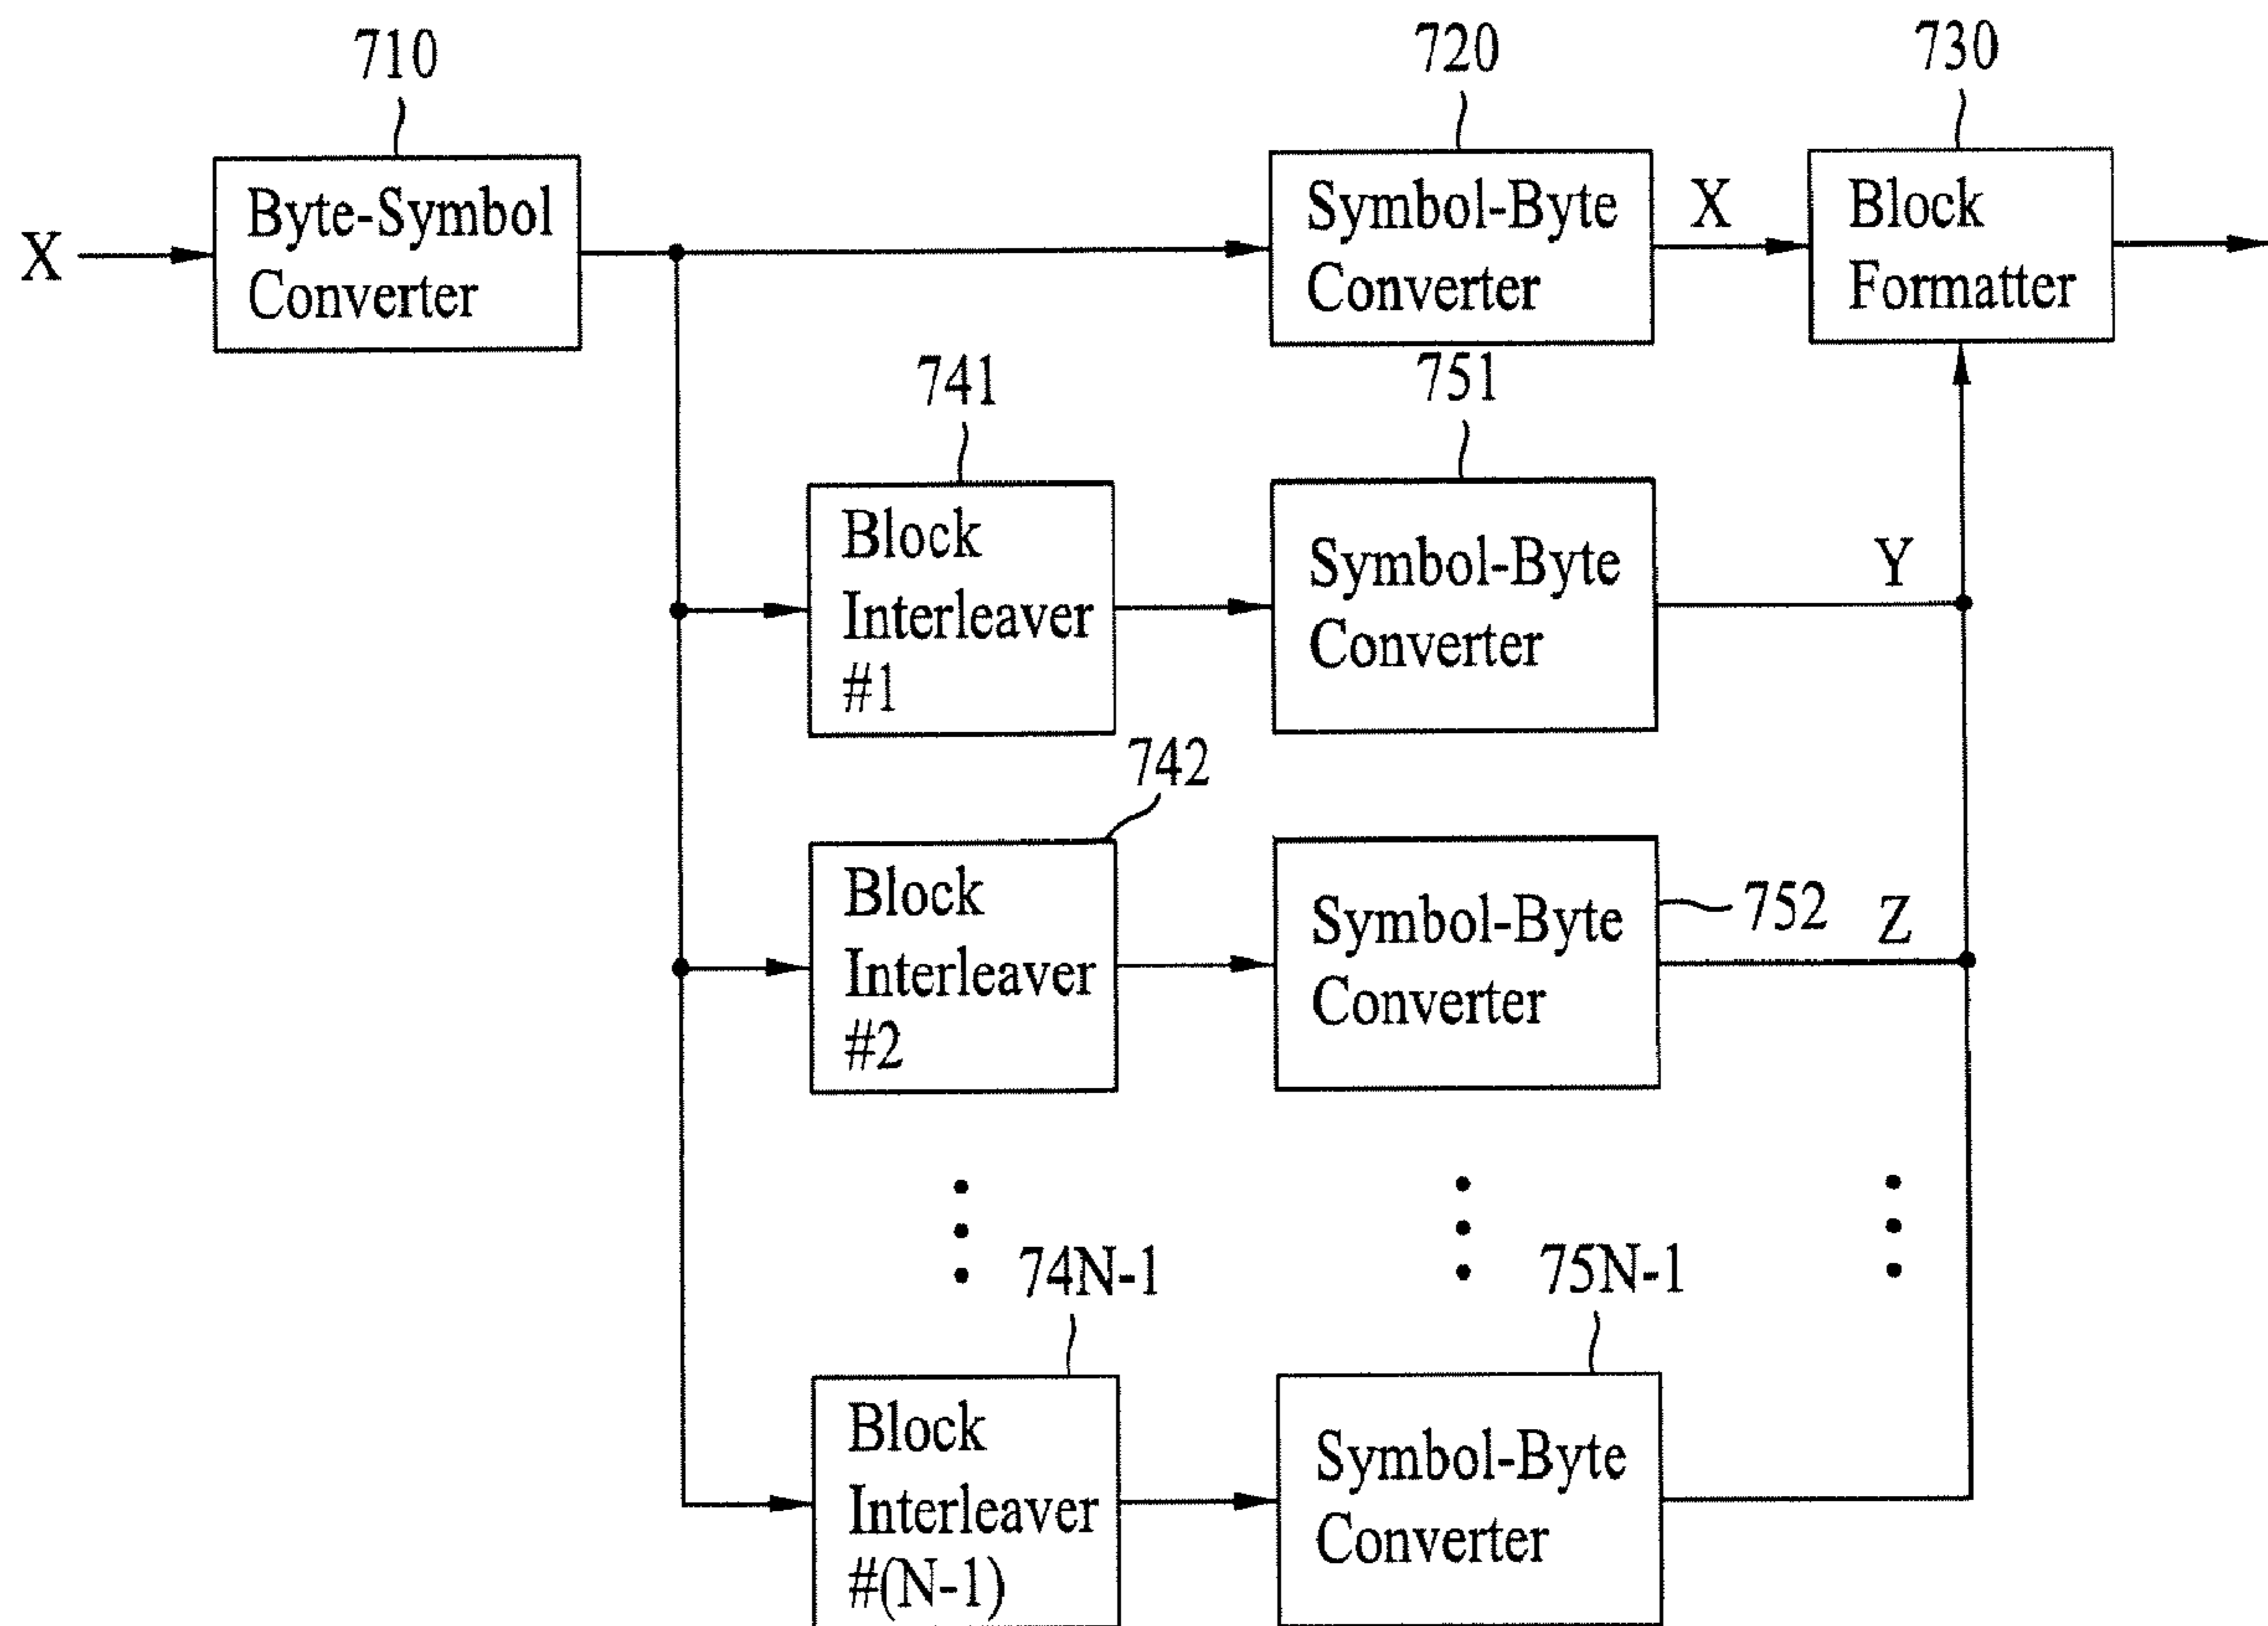 710
720
730
X
Byte-Symbol
Converter
Symbol-Byte
Converter
X
Block
Formatter
741
751
Block
Interleaver
#1
Symbol-Byte
Converter
Y
742
Block
Interleaver
#2
Symbol-Byte
Converter
752
Z
74N-1
75N-1
Block
Interleaver
#(N-1)
Symbol-Byte
Converter